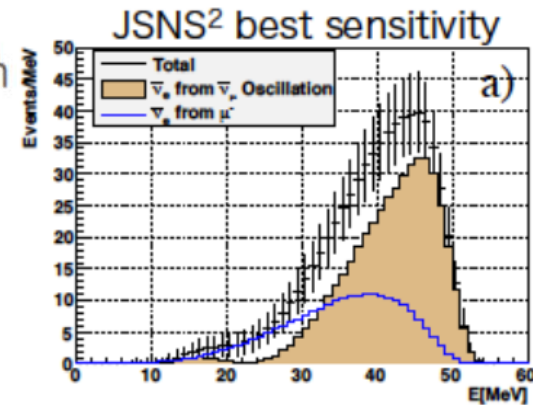 JSNS² best sensitivity
n
50
45
40
35
30
25
20
15
10
5
0
Events/MeV
Total
ν̅ₑ from ν̅μ Oscillation
ν̅ₑ from μ⁻
a)
0 10 20 30 40 50 60
E[MeV]